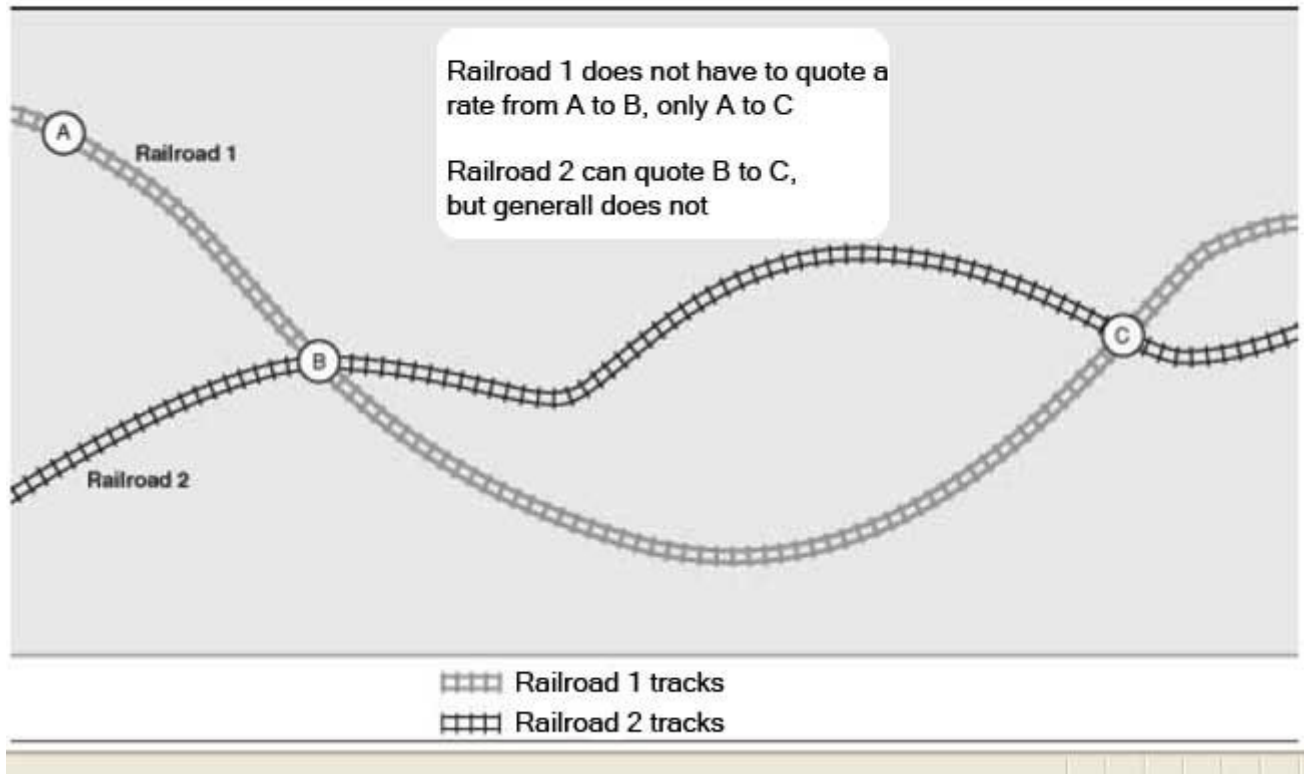 Railroad 1 does not have to quote a
rate from A to B, only A to C
Railroad 2 can quote B to C,
but generall does not
A
Railroad 1
B
C
Railroad 2
Railroad 1 tracks
Railroad 2 tracks